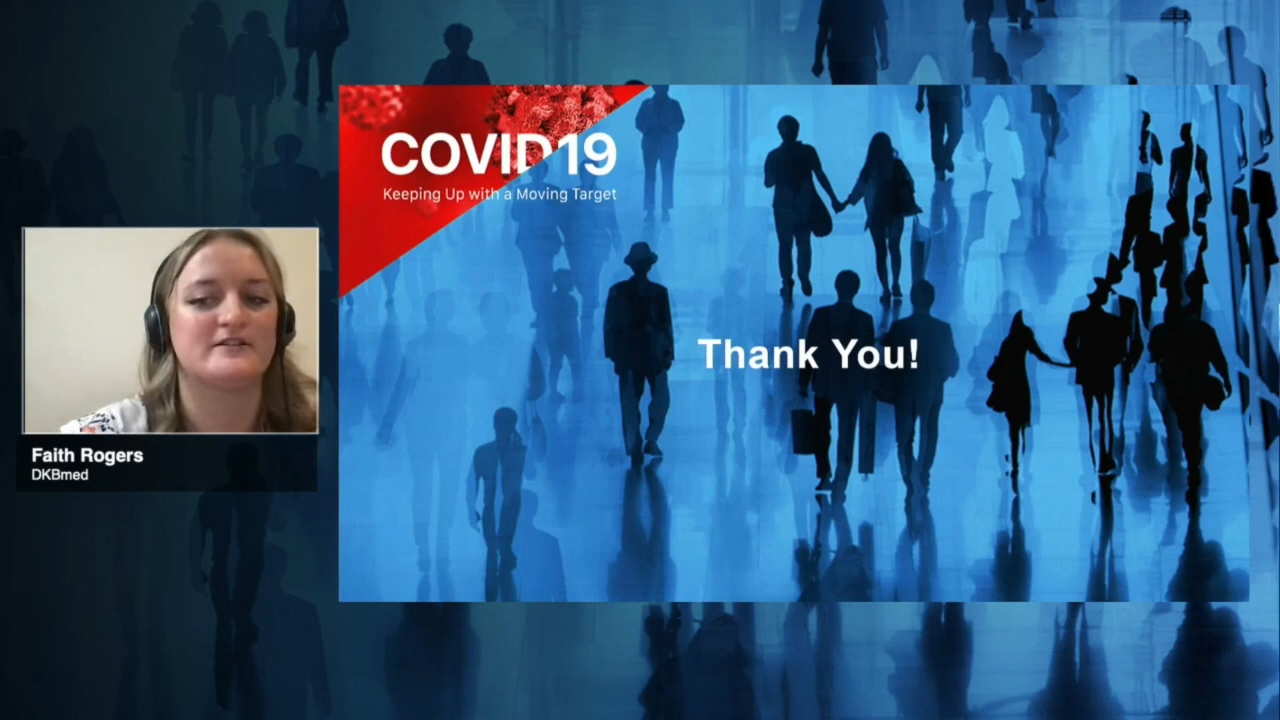 COVID19
Keeping Up with a Moving Target
Thank You!
Faith Rogers
DKBmed